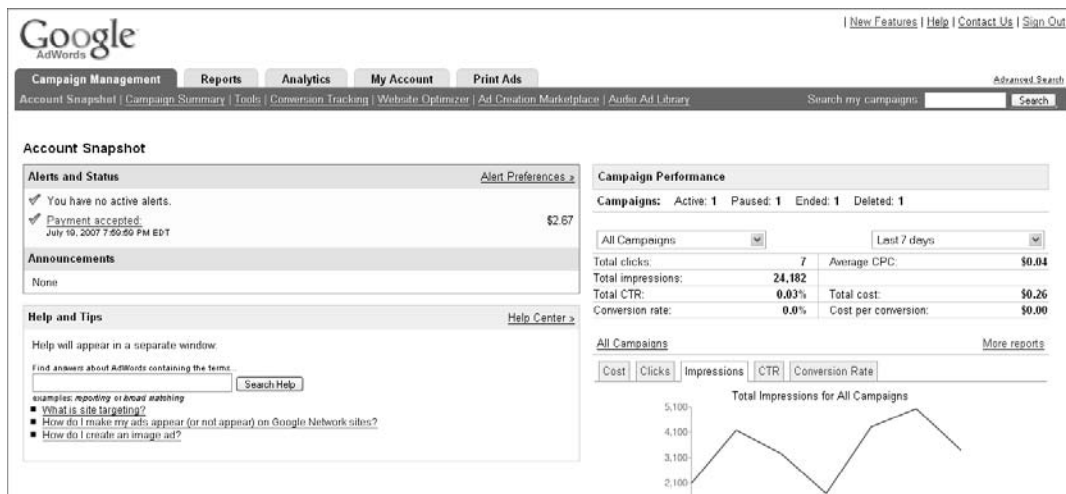 | New Features | Help | Contact Us | Sign Out
Google
AdWords
Campaign Management Reports Analytics My Account Print Ads
Advanced Search
Account Snapshot | Campaign Summary | Tools | Conversion Tracking | Website Optimizer | Ad Creation Marketplace | Audio Ad Library
Search my campaigns: Search
Account Snapshot
Alerts and Status Alert Preferences »
You have no active alerts.
Payment accepted: $2.67
July 19, 2007 7:59:59 PM EDT
Announcements
None
Help and Tips Help Center »
Help will appear in a separate window.
Find answers about AdWords containing the terms...
Search Help
examples: reporting or broad matching
What is site targeting?
How do I make my ads appear (or not appear) on Google Network sites?
How do I create an image ad?
Campaign Performance
Campaigns: Active: 1 Paused: 1 Ended: 1 Deleted: 1
All Campaigns Last 7 days
Total clicks: 7 Average CPC: $0.04
Total impressions: 24,182
Total CTR: 0.03% Total cost: $0.26
Conversion rate: 0.0% Cost per conversion: $0.00
All Campaigns More reports
Cost Clicks Impressions CTR Conversion Rate
Total Impressions for All Campaigns
5,100
4,100
3,100
2,100